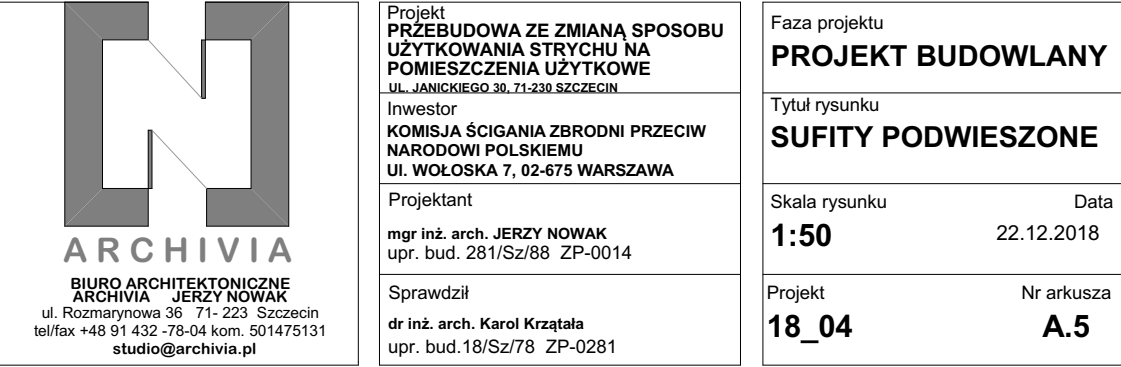 ARCHIVIA
BIURO ARCHITEKTONICZNE
ARCHIVIA JERZY NOWAK
ul. Rozmarynowa 36 71- 223 Szczecin
tel/fax +48 91 432 -78-04 kom. 501475131
studio@archivia.pl
Projekt
PRZEBUDOWA ZE ZMIANĄ SPOSOBU
UŻYTKOWANIA STRYCHU NA
POMIESZCZENIA UŻYTKOWE
UL. JANICKIEGO 30, 71-230 SZCZECIN
Inwestor
KOMISJA ŚCIGANIA ZBRODNI PRZECIW
NARODOWI POLSKIEMU
Ul. WOŁOSKA 7, 02-675 WARSZAWA
Projektant
mgr inż. arch. JERZY NOWAK
upr. bud. 281/Sz/88 ZP-0014
Sprawdził
dr inż. arch. Karol Krzątała
upr. bud.18/Sz/78 ZP-0281
Faza projektu
PROJEKT BUDOWLANY
Tytuł rysunku
SUFITY PODWIESZONE
Skala rysunku Data
1:50 22.12.2018
Projekt Nr arkusza
18_04 A.5